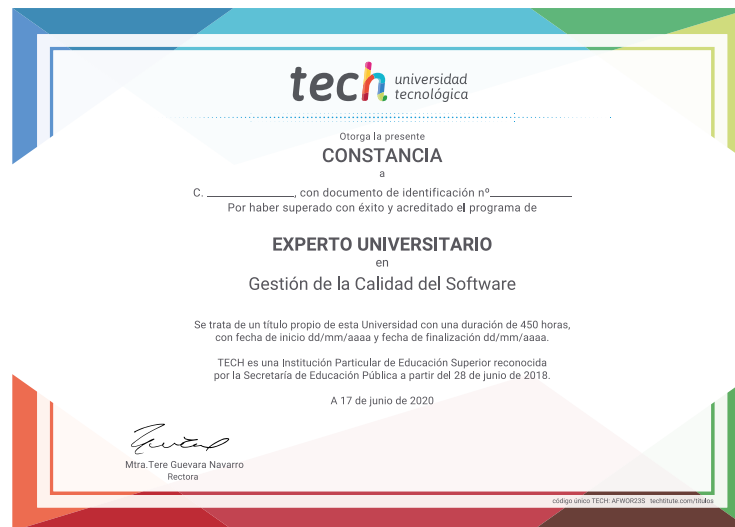 tech universidad
tecnológica
Otorga la presente
CONSTANCIA
a
C. ______________, con documento de identificación nº______________
Por haber superado con éxito y acreditado el programa de
EXPERTO UNIVERSITARIO
en
Gestión de la Calidad del Software
Se trata de un título propio de esta Universidad con una duración de 450 horas,
con fecha de inicio dd/mm/aaaa y fecha de finalización dd/mm/aaaa.
TECH es una Institución Particular de Educación Superior reconocida
por la Secretaría de Educación Pública a partir del 28 de junio de 2018.
A 17 de junio de 2020
Mtra.Tere Guevara Navarro
Rectora
código único TECH: AFWOR23S techtitute.com/titulos